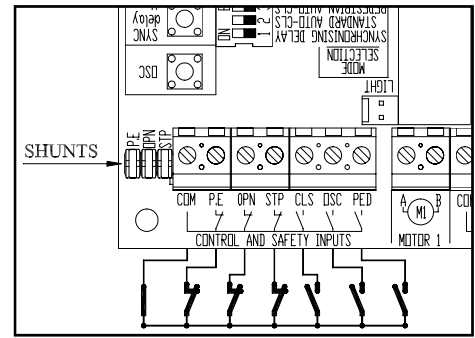 SYNC
delay
ON
1 2
SYNCHRONISING DELAY
STANDARD AUTO-CLS
PEDESTRIAN AUTO CLS
MODE
SELECTION
OSC
LIGHT
P.E
OPN
STP
SHUNTS
COM P.E OPN STP CLS OSC PED
A B
M1
MOTOR 1
CO
CONTROL AND SAFETY INPUTS